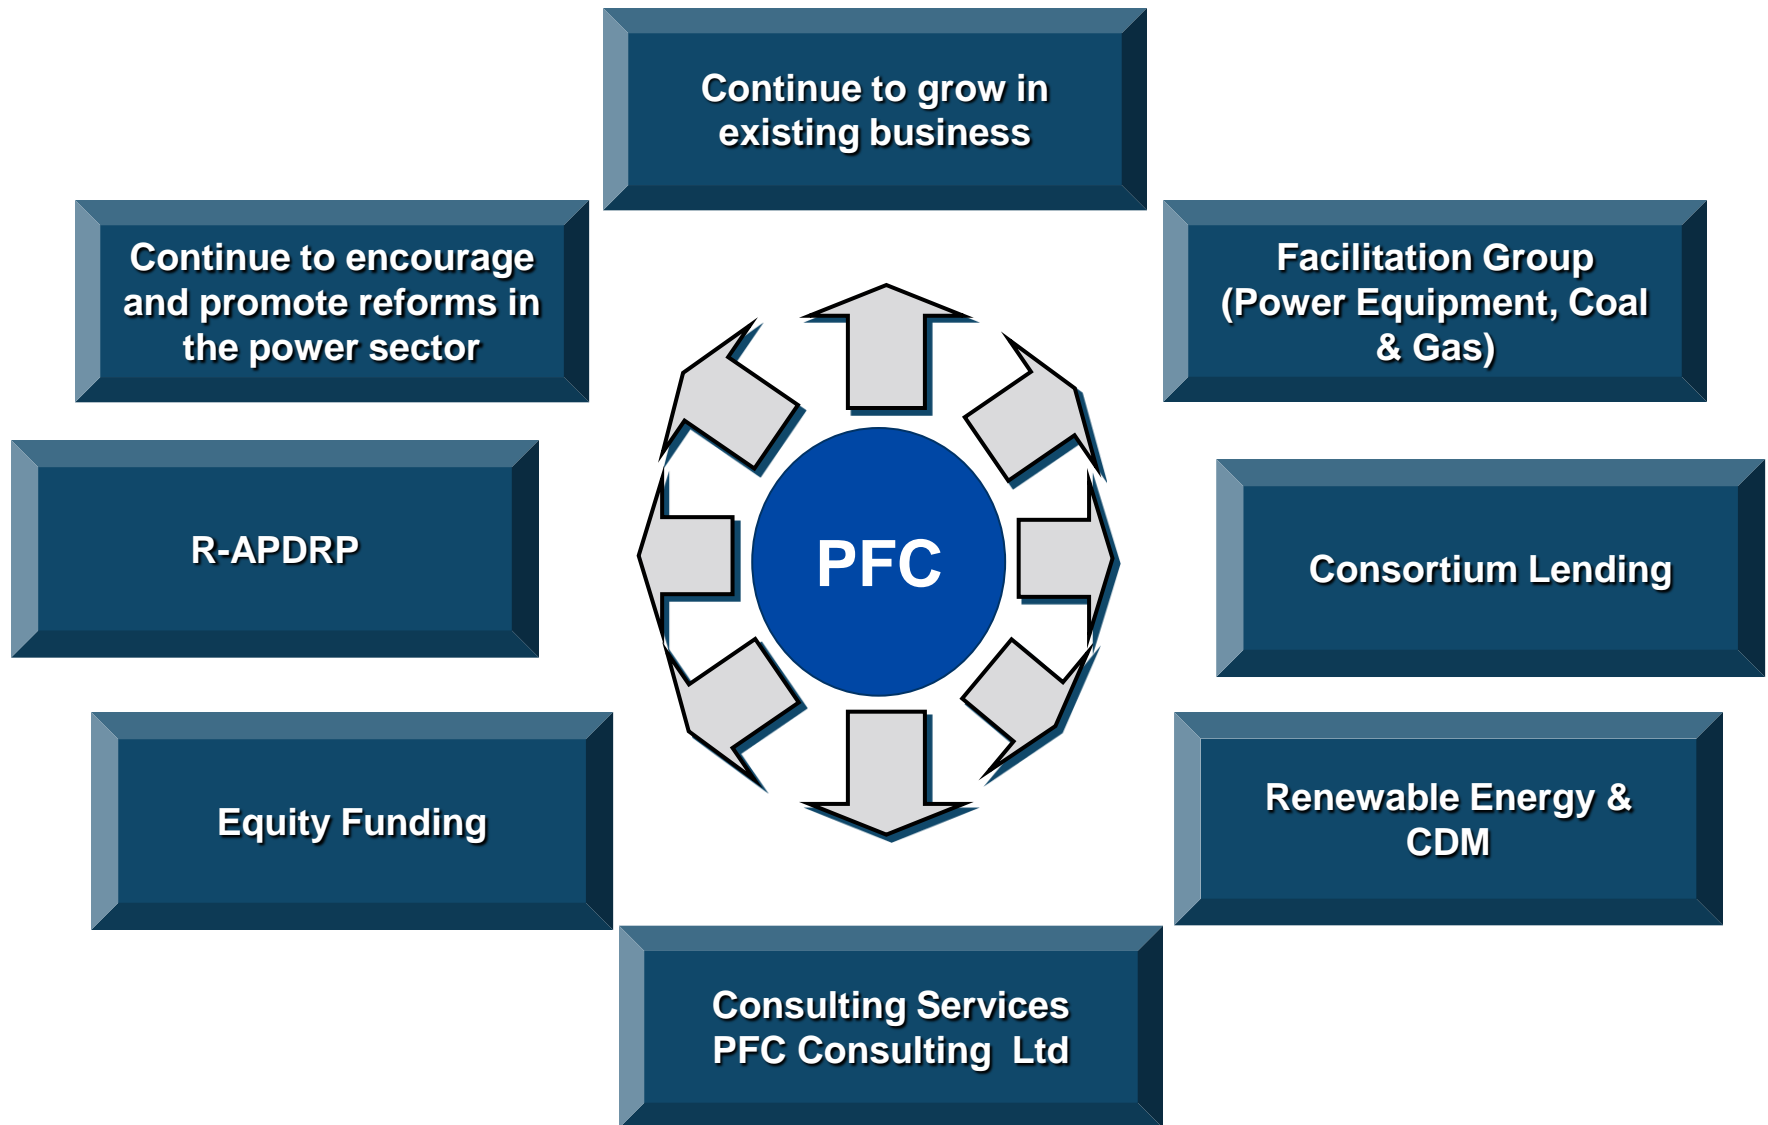 Continue to grow in
existing business
Continue to encourage
and promote reforms in
the power sector
Facilitation Group
(Power Equipment, Coal
& Gas)
R-APDRP
PFC
Consortium Lending
Equity Funding
Renewable Energy &
CDM
Consulting Services
PFC Consulting  Ltd